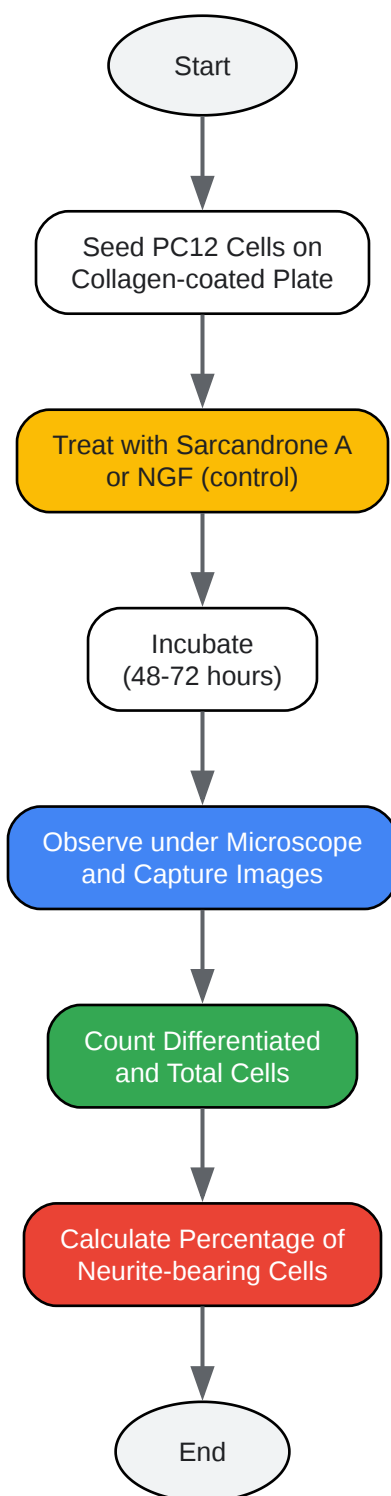 Start
Seed PC12 Cells on
Collagen-coated Plate
Treat with Sarcandrone A
or NGF (control)
Incubate
(48-72 hours)
Observe under Microscope
and Capture Images
Count Differentiated
and Total Cells
Calculate Percentage of
Neurite-bearing Cells
End